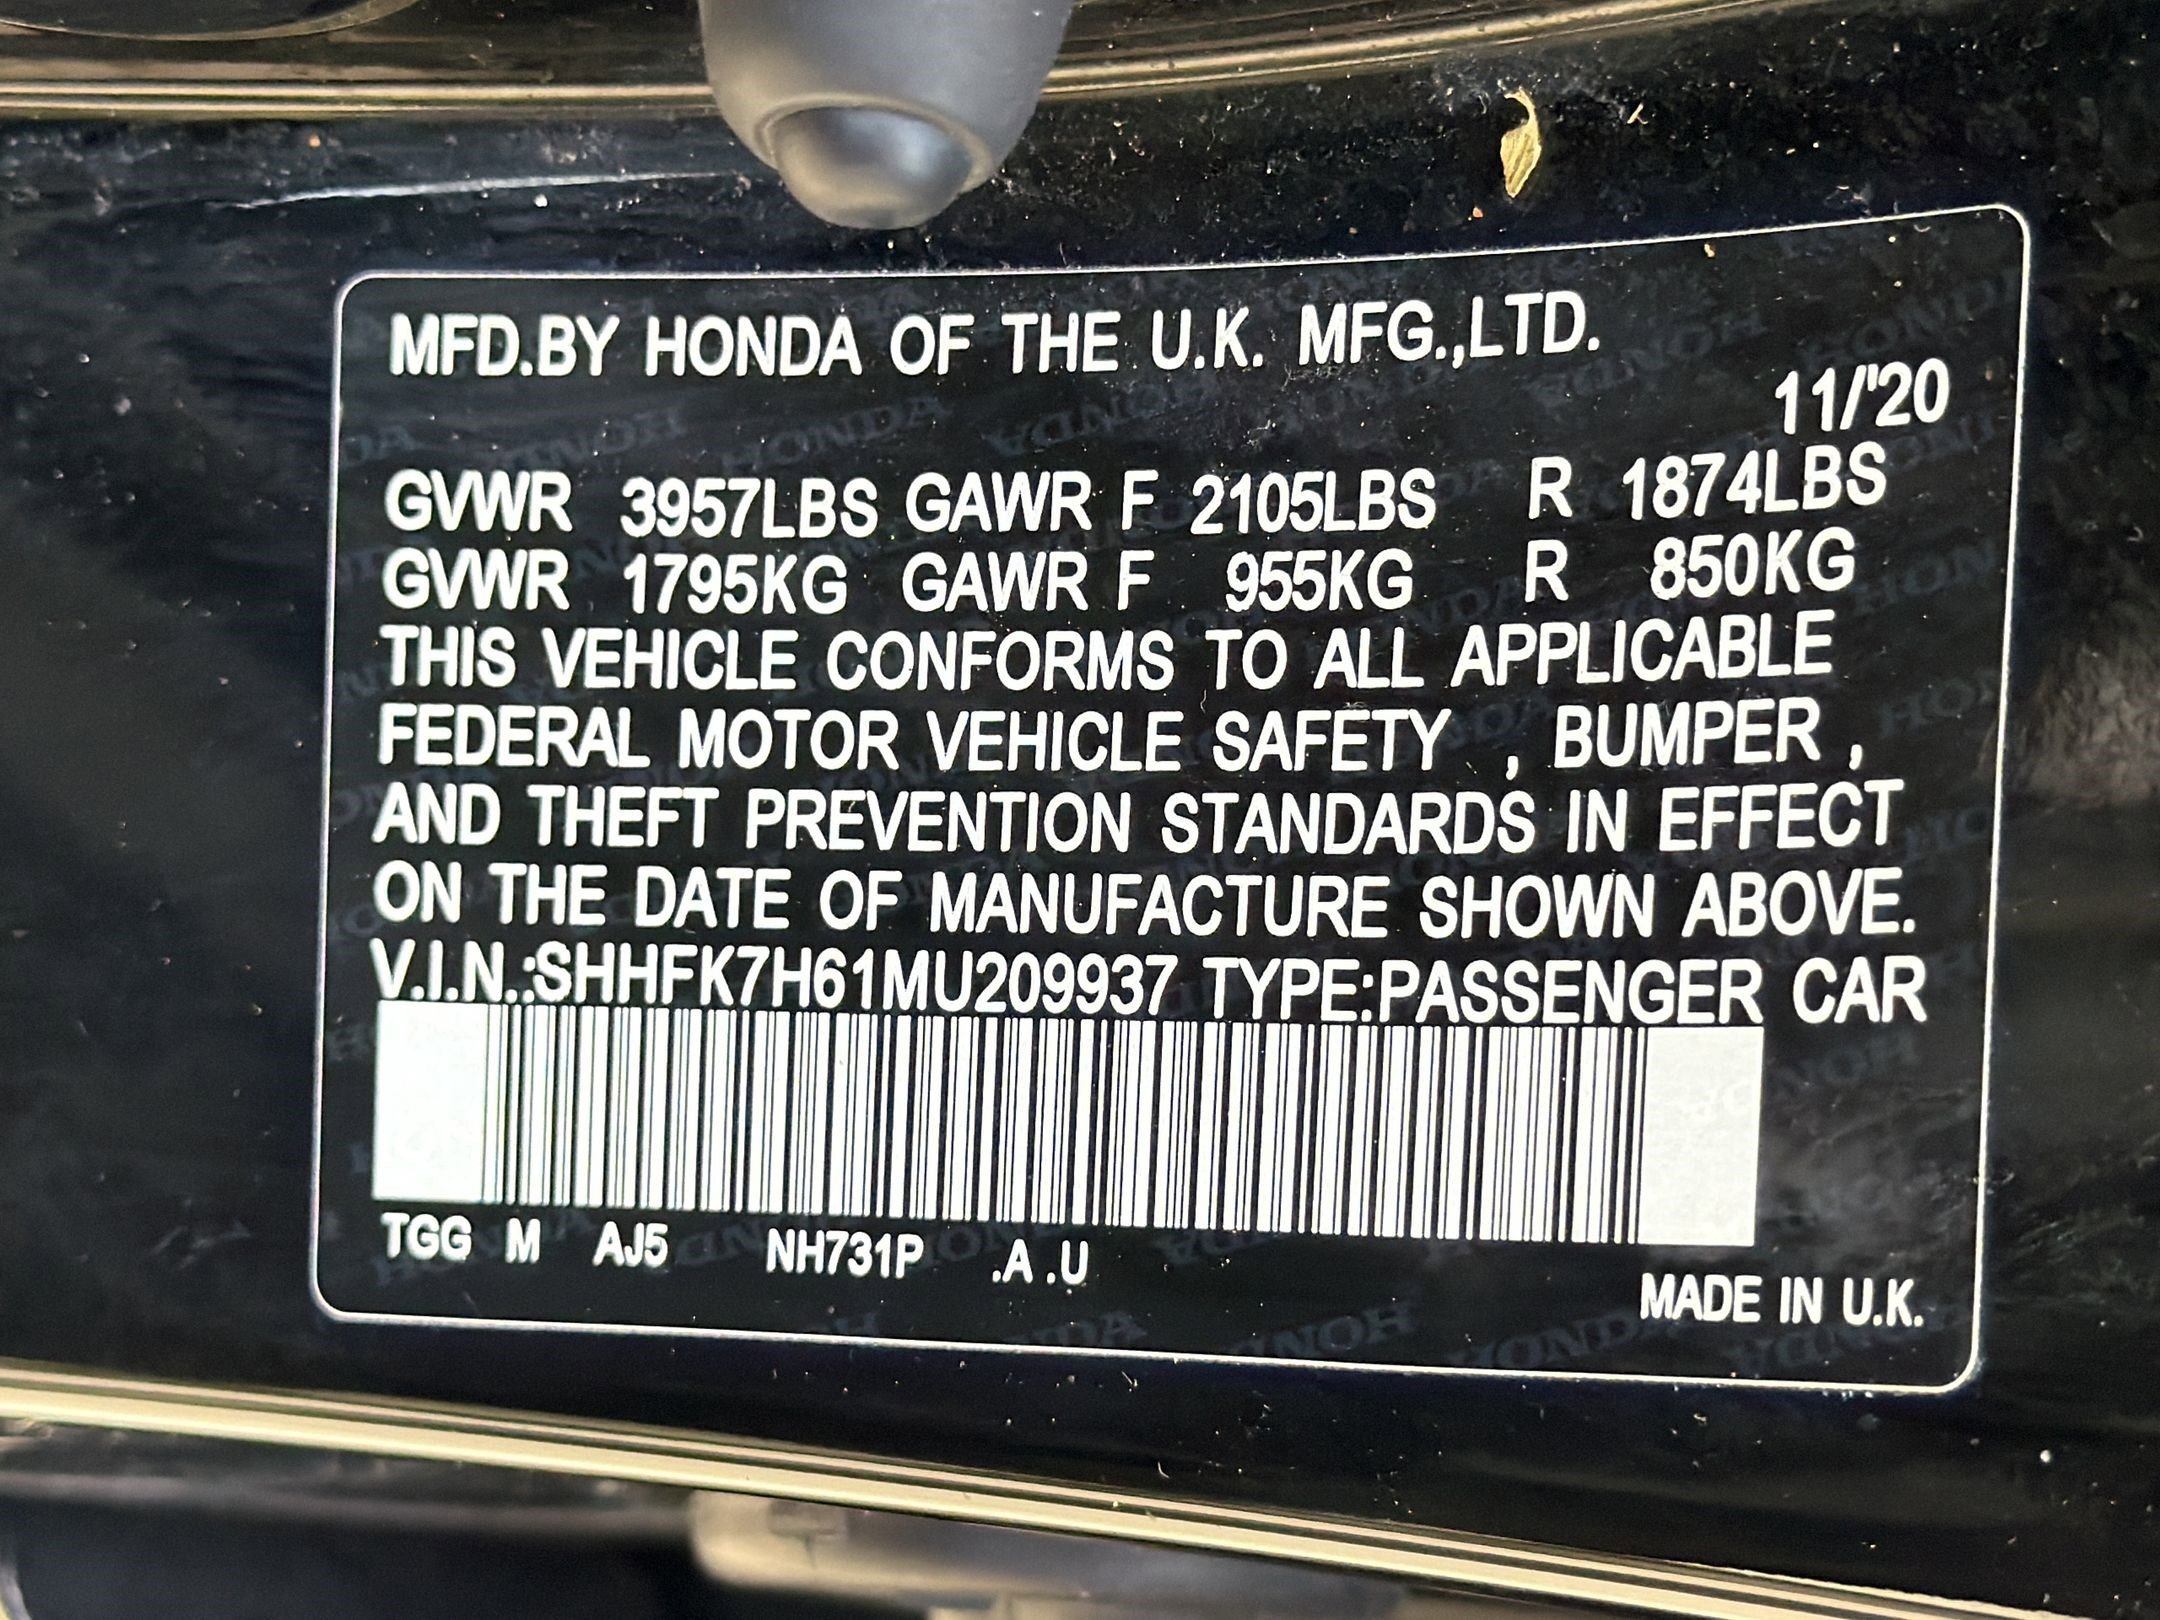 MFD.BY HONDA OF THE U.K. MFG.,LTD.
11/'20
GVWR 3957LBS GAWR F 2105LBS R 1874LBS
GVWR 1795KG GAWR F 955KG R 850KG
THIS VEHICLE CONFORMS TO ALL APPLICABLE
FEDERAL MOTOR VEHICLE SAFETY , BUMPER ,
AND THEFT PREVENTION STANDARDS IN EFFECT
ON THE DATE OF MANUFACTURE SHOWN ABOVE.
V.I.N.:SHHFK7H61MU209937 TYPE:PASSENGER CAR
TGG M AJ5 NH731P .A .U
MADE IN U.K.